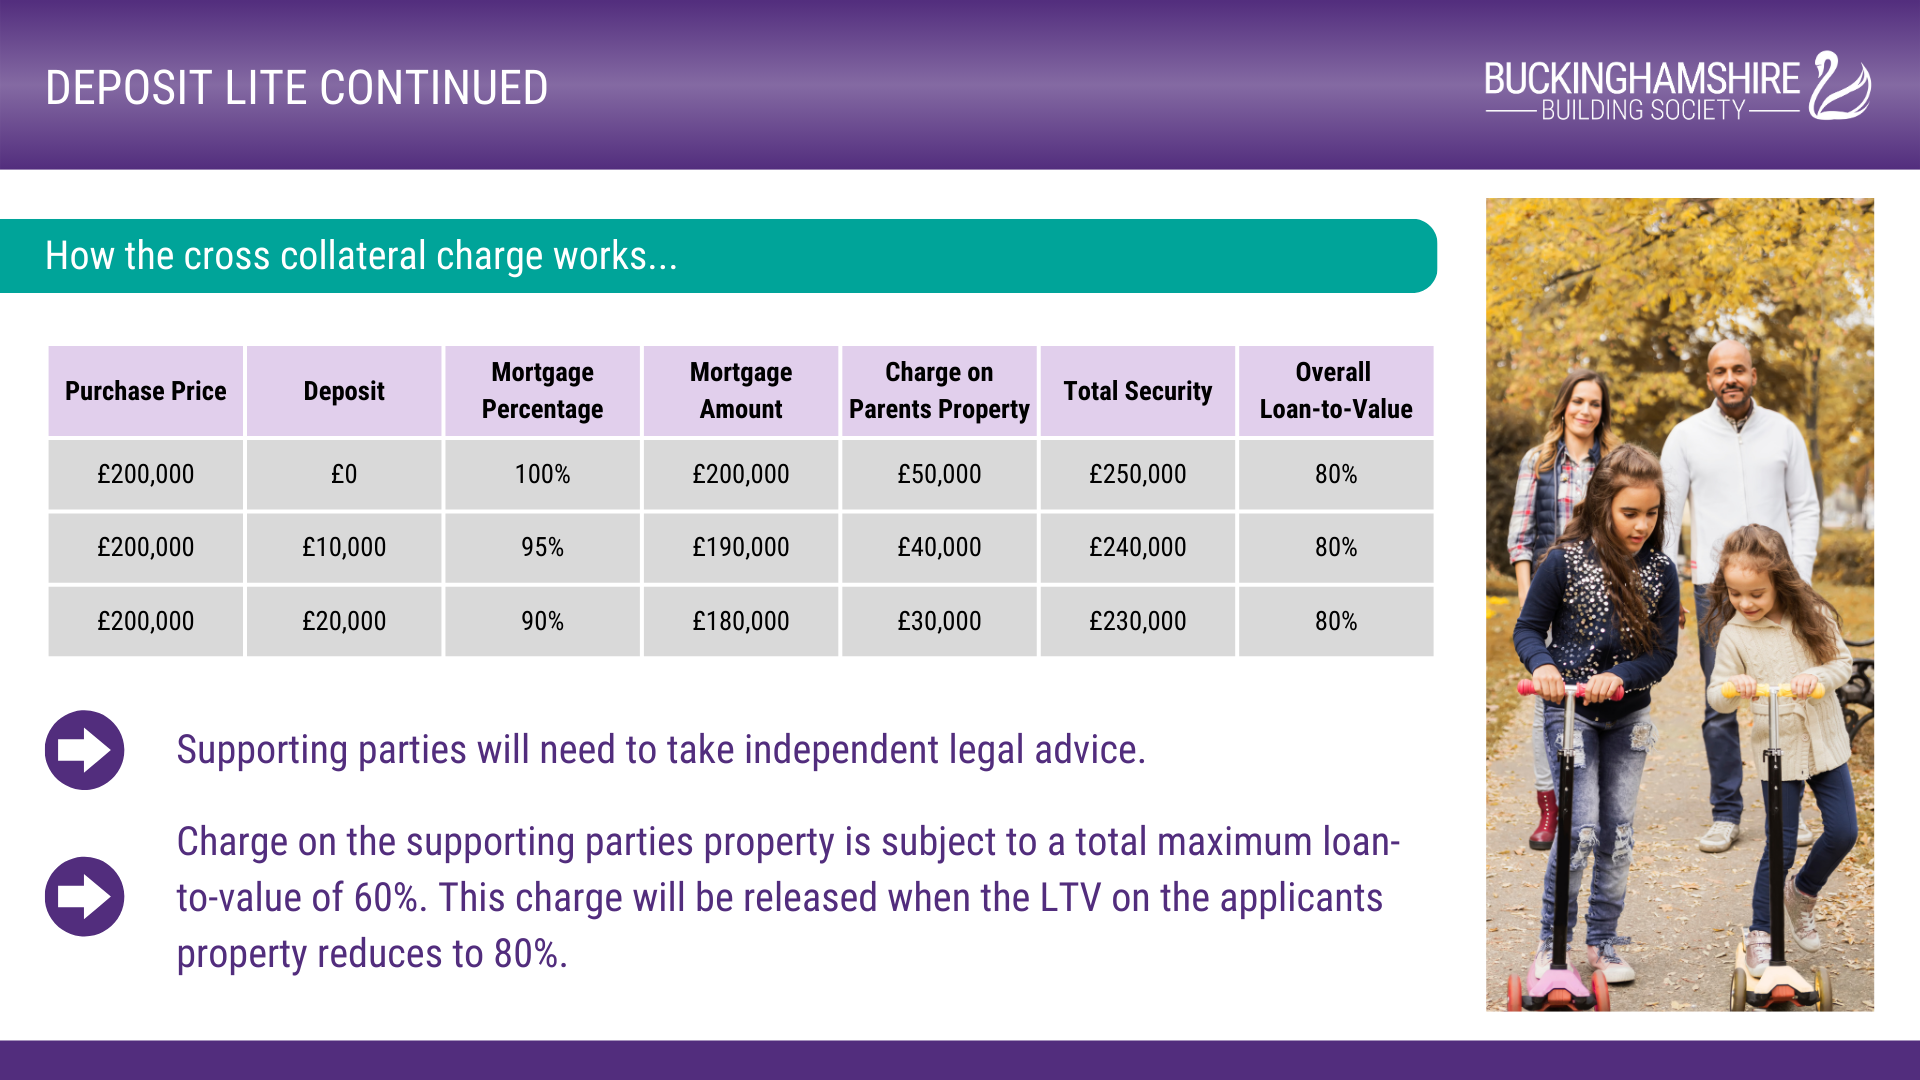 DEPOSIT LITE CONTINUED
BUCKINGHAMSHIRE
BUILDING SOCIETY
How the cross collateral charge works...
Purchase Price Deposit Mortgage Percentage Mortgage Amount Charge on Parents Property Total Security Overall Loan-to-Value
£200,000 £0 100% £200,000 £50,000 £250,000 80%
£200,000 £10,000 95% £190,000 £40,000 £240,000 80%
£200,000 £20,000 90% £180,000 £30,000 £230,000 80%
Supporting parties will need to take independent legal advice.
Charge on the supporting parties property is subject to a total maximum loan-
to-value of 60%. This charge will be released when the LTV on the applicants
property reduces to 80%.